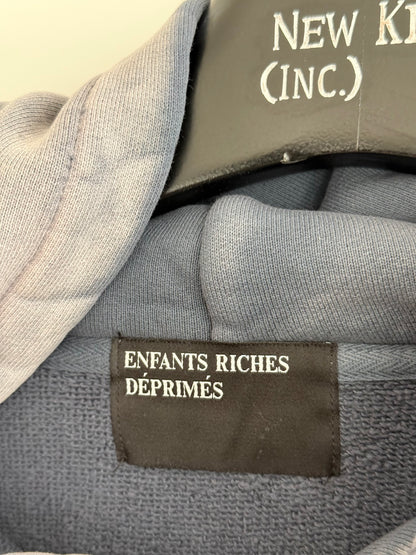 NEW
(INC.)
ENFANTS RICHES
DÉPRIMÉS